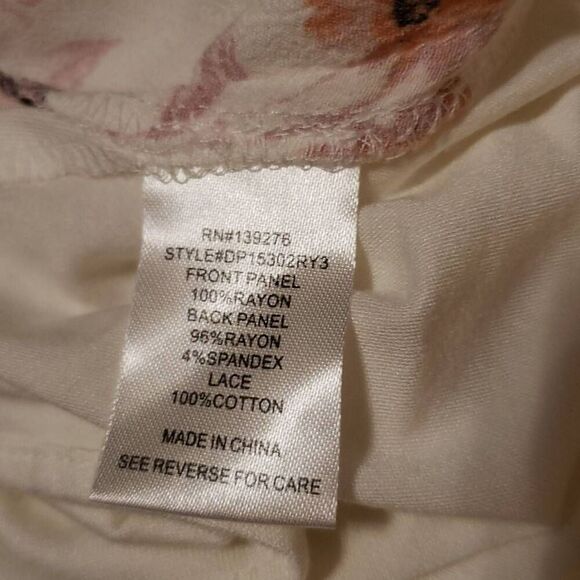 RN#139276
STYLE#DP15302RY3
FRONT PANEL
100%RAYON
BACK PANEL
96%RAYON
4%SPANDEX
LACE
100%COTTON
MADE IN CHINA
SEE REVERSE FOR CARE